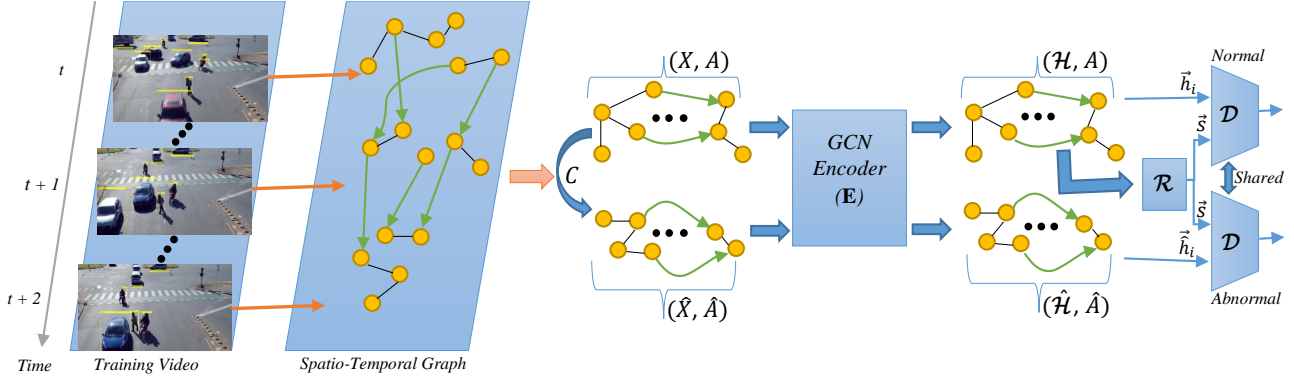 t
t + 1
t + 2
Time
Training Video
Spatio-Temporal Graph
(X, A)
C
(X̂, Â)
GCN
Encoder
(E)
(ℋ, A)
(ℋ̂, Â)
ℛ
h⃗ᵢ
s⃗
s⃗
ĥ⃗ᵢ
Normal
𝒟
Shared
𝒟
Abnormal